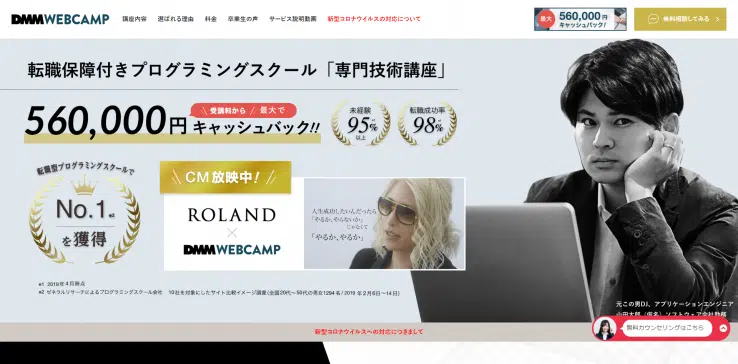 DMM WEBCAMP 講座内容 選ばれる理由 料金 卒業生の声 サービス説明動画 新型コロナウイルスの対応について
最大 560,000円 キャッシュバック!
無料相談してみる
転職保障付きプログラミングスクール「専門技術講座」
受講料から 最大で
560,000円 キャッシュバック!!
未経験 95% 以上
転職成功率 98%
転職型プログラミングスクールで
No.1 ※2
を獲得
CM放映中!
ROLAND
×
DMM WEBCAMP
人生成功したいんだったら
「やるか、やらないか」
じゃなくて
「やるか、やるか」
※1 2019年4月時点
※2 ゼネラルリサーチによるプログラミングスクール会社 10社を対象にしたサイト比較イメージ調査(全国20代〜50代の男女1294名/2019年2月6日〜14日)
元この男DJ、アプリケーションエンジニア
山田太郎(仮名)ソフトウェア会社勤務
新型コロナウイルスへの対応につきまして
無料カウンセリングはこちら